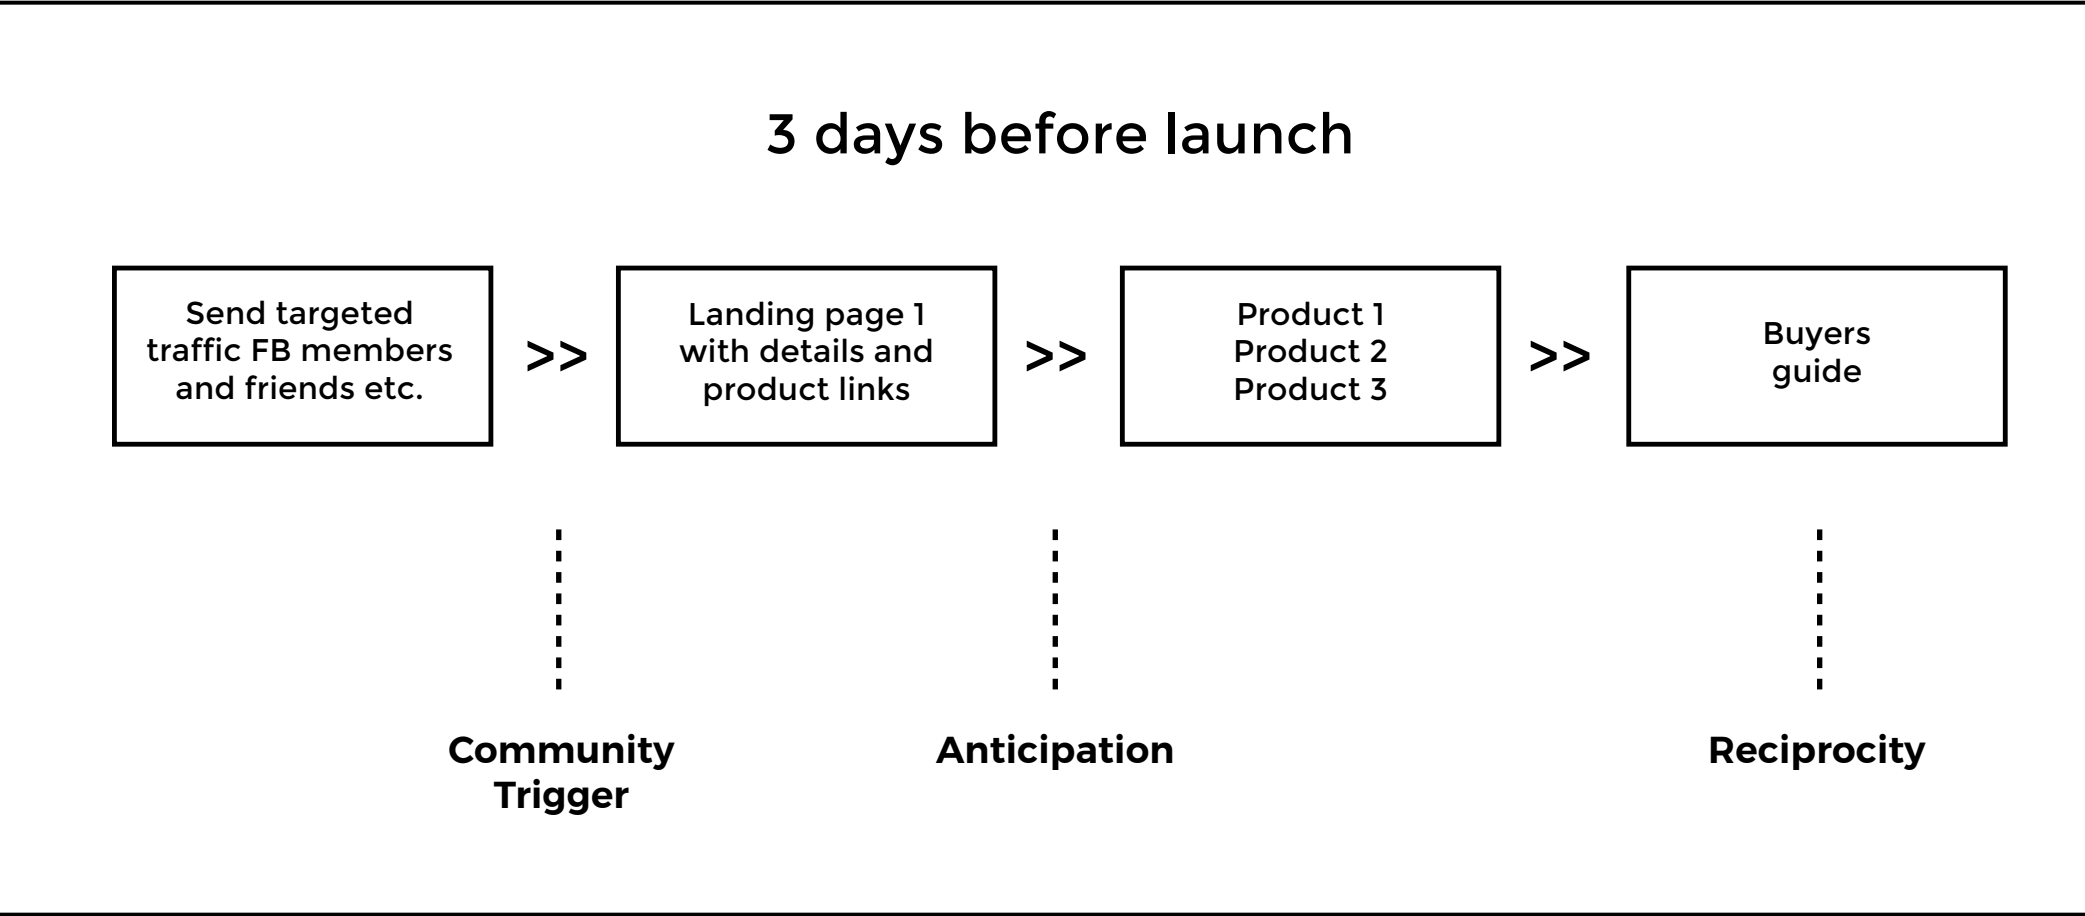 3 days before launch
Send targeted
traffic FB members
and friends etc.
>>
Landing page 1
with details and
product links
>>
Product 1
Product 2
Product 3
>>
Buyers
guide
Community
Trigger
Anticipation
Reciprocity